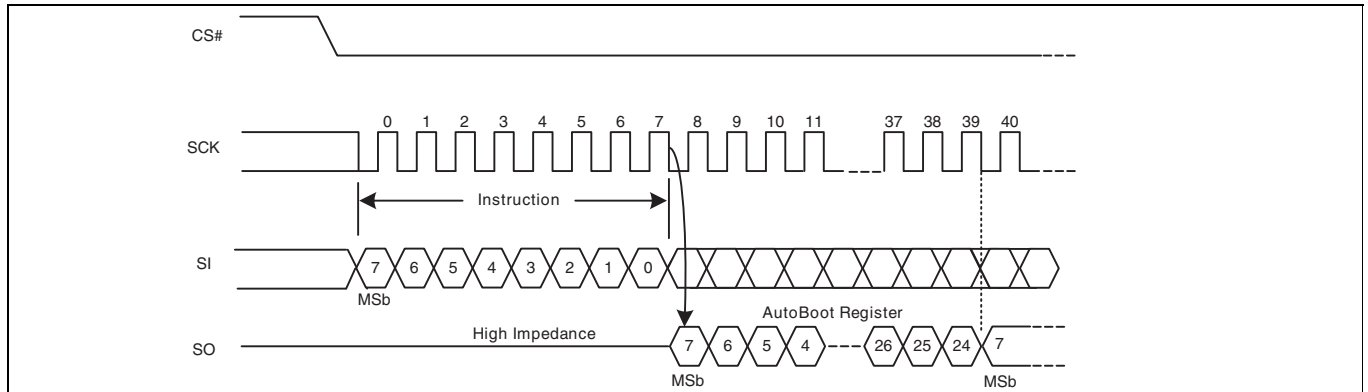 CS#
0 1 2 3 4 5 6 7 8 9 10 11 37 38 39 40
SCK
Instruction
SI 7 6 5 4 3 2 1 0
MSb
AutoBoot Register
High Impedance
SO 7 6 5 4 26 25 24 7
MSb MSb